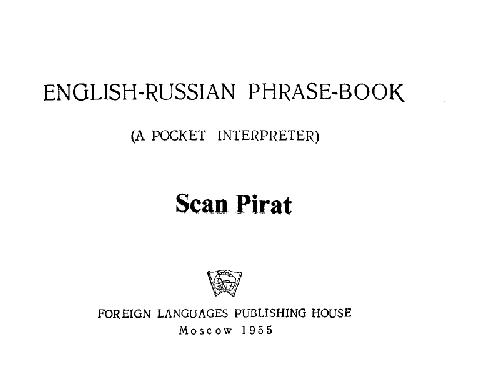 ENGLISH-RUSSIAN PHRASE-BOOK
(A POCKET INTERPRETER)
Scan Pirat
FOREIGN LANGUAGES PUBLISHING HOUSE
Moscow 1955